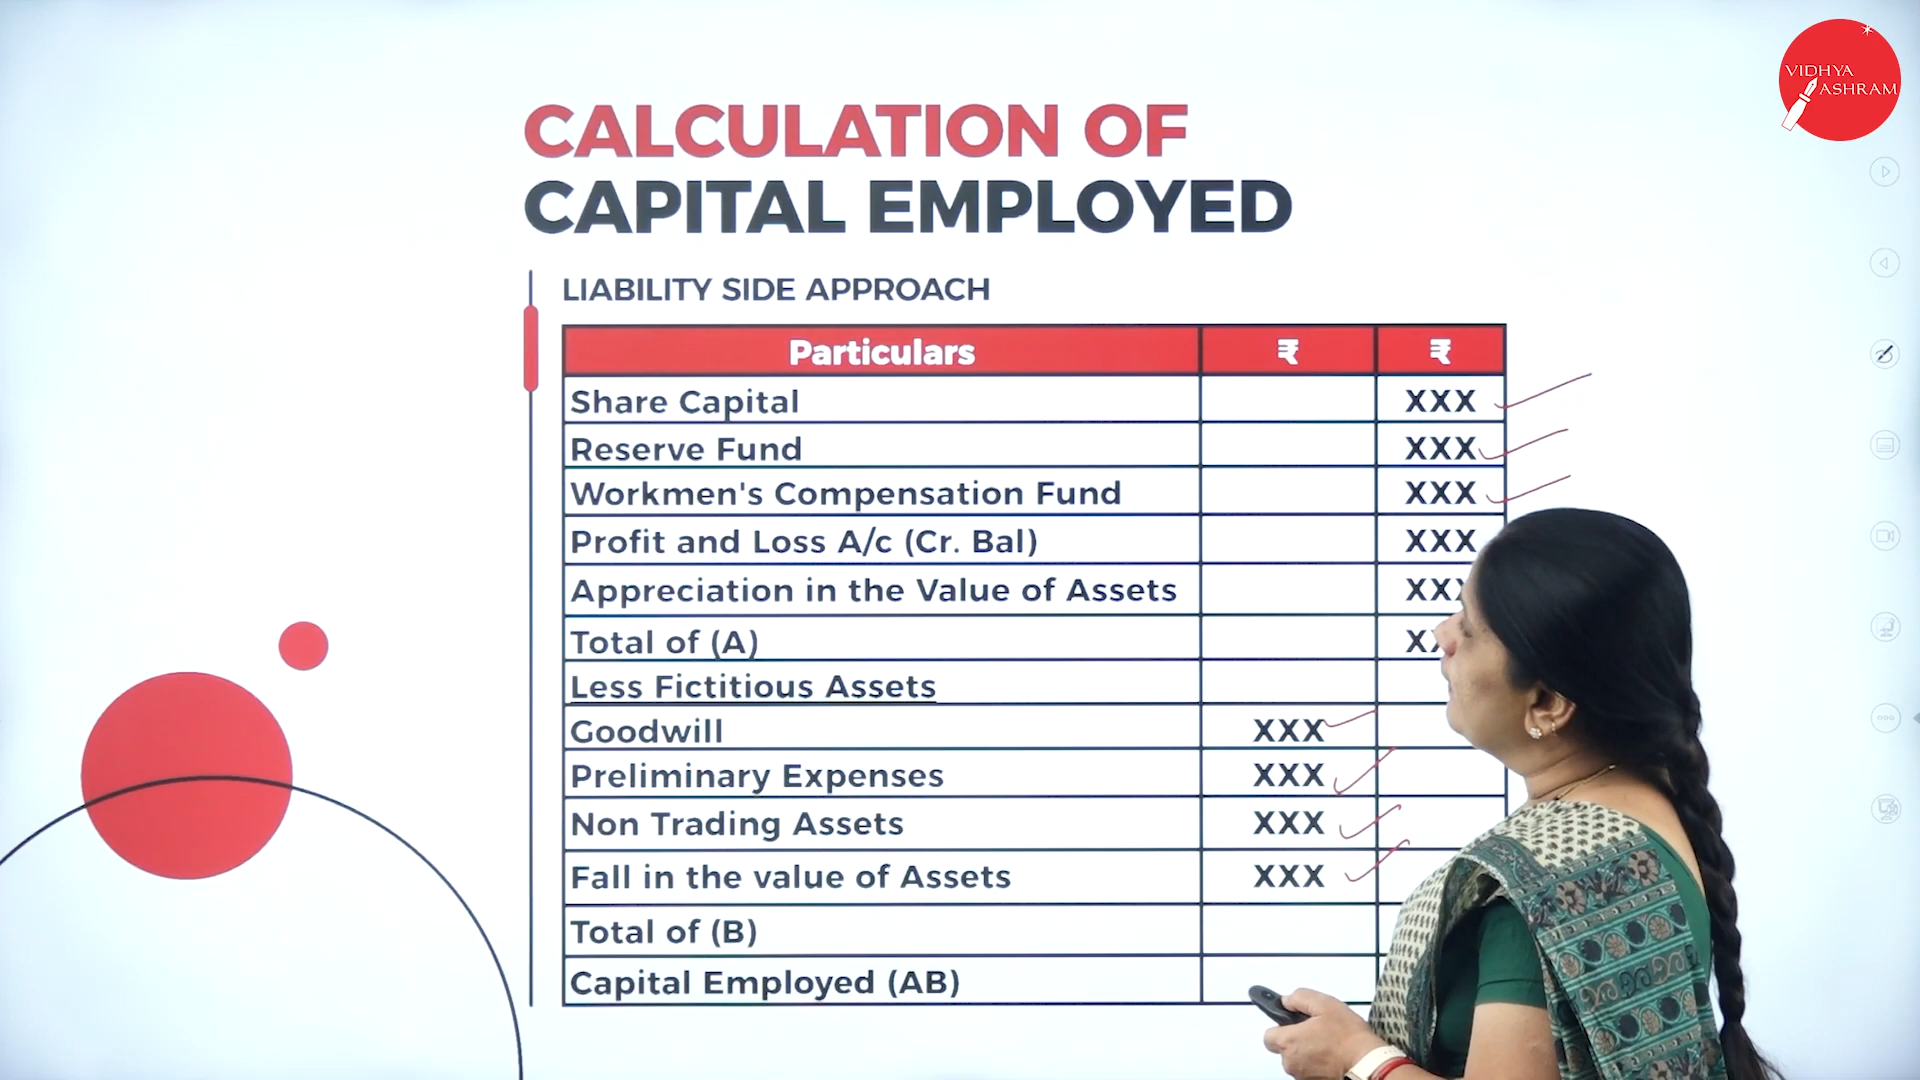 VIDHYA
ASHRAM
CALCULATION OF
CAPITAL EMPLOYED
LIABILITY SIDE APPROACH
Particulars ₹ ₹
Share Capital XXX
Reserve Fund XXX
Workmen's Compensation Fund XXX
Profit and Loss A/c (Cr. Bal) XXX
Appreciation in the Value of Assets XXX
Total of (A)
Less Fictitious Assets
Goodwill XXX
Preliminary Expenses XXX
Non Trading Assets XXX
Fall in the value of Assets XXX
Total of (B)
Capital Employed (AB)